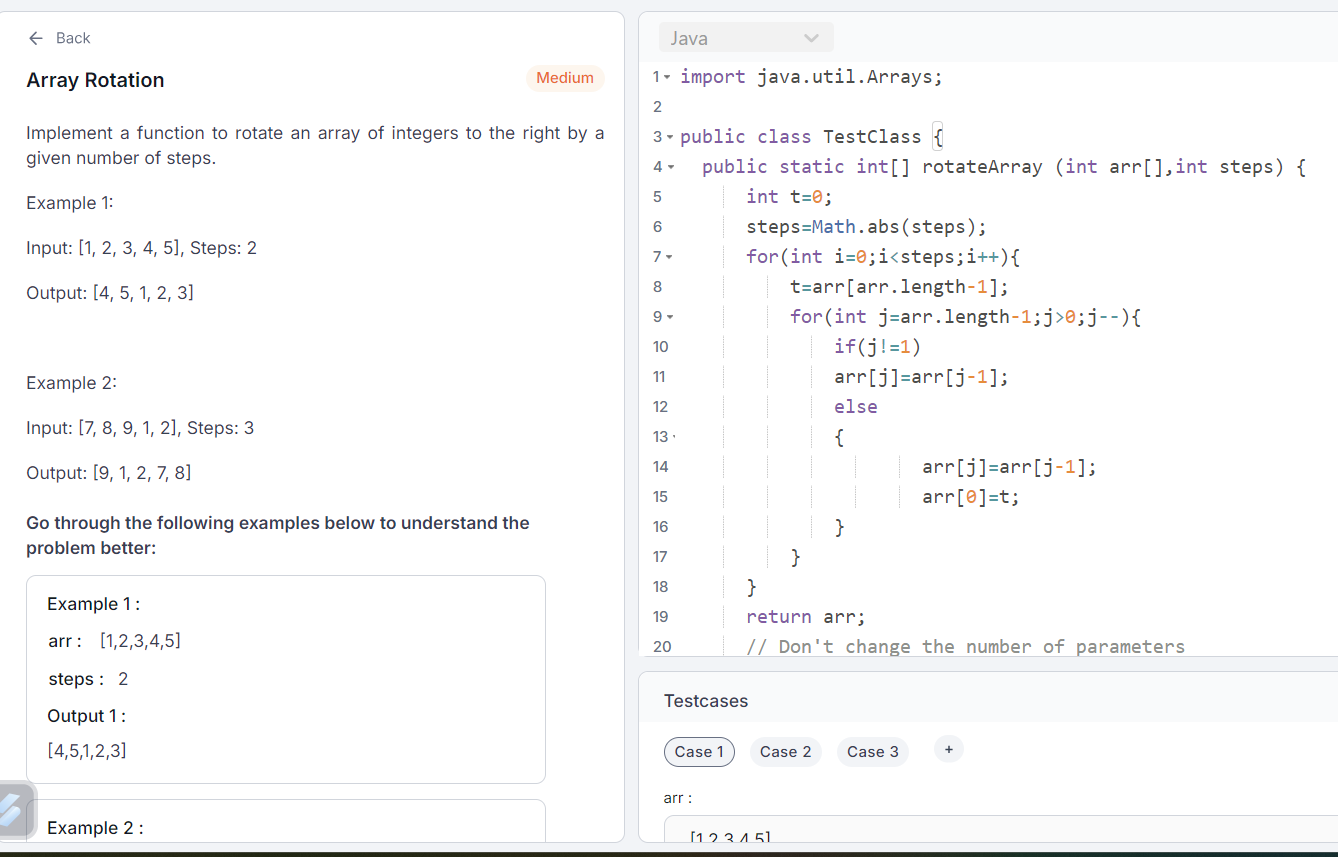 Back
Array Rotation
Medium
Implement a function to rotate an array of integers to the right by a
given number of steps.
Example 1:
Input: [1, 2, 3, 4, 5], Steps: 2
Output: [4, 5, 1, 2, 3]
Example 2:
Input: [7, 8, 9, 1, 2], Steps: 3
Output: [9, 1, 2, 7, 8]
Go through the following examples below to understand the
problem better:
Example 1 :
arr : [1,2,3,4,5]
steps : 2
Output 1 :
[4,5,1,2,3]
Example 2 :
Java
1 import java.util.Arrays;
2
3 public class TestClass {
4 public static int[] rotateArray (int arr[],int steps) {
5 int t=0;
6 steps=Math.abs(steps);
7 for(int i=0;i<steps;i++){
8 t=arr[arr.length-1];
9 for(int j=arr.length-1;j>0;j--){
10 if(j!=1)
11 arr[j]=arr[j-1];
12 else
13 {
14 arr[j]=arr[j-1];
15 arr[0]=t;
16 }
17 }
18 }
19 return arr;
20 // Don't change the number of parameters
Testcases
Case 1 Case 2 Case 3 +
arr :
[1,2,3,4,5]